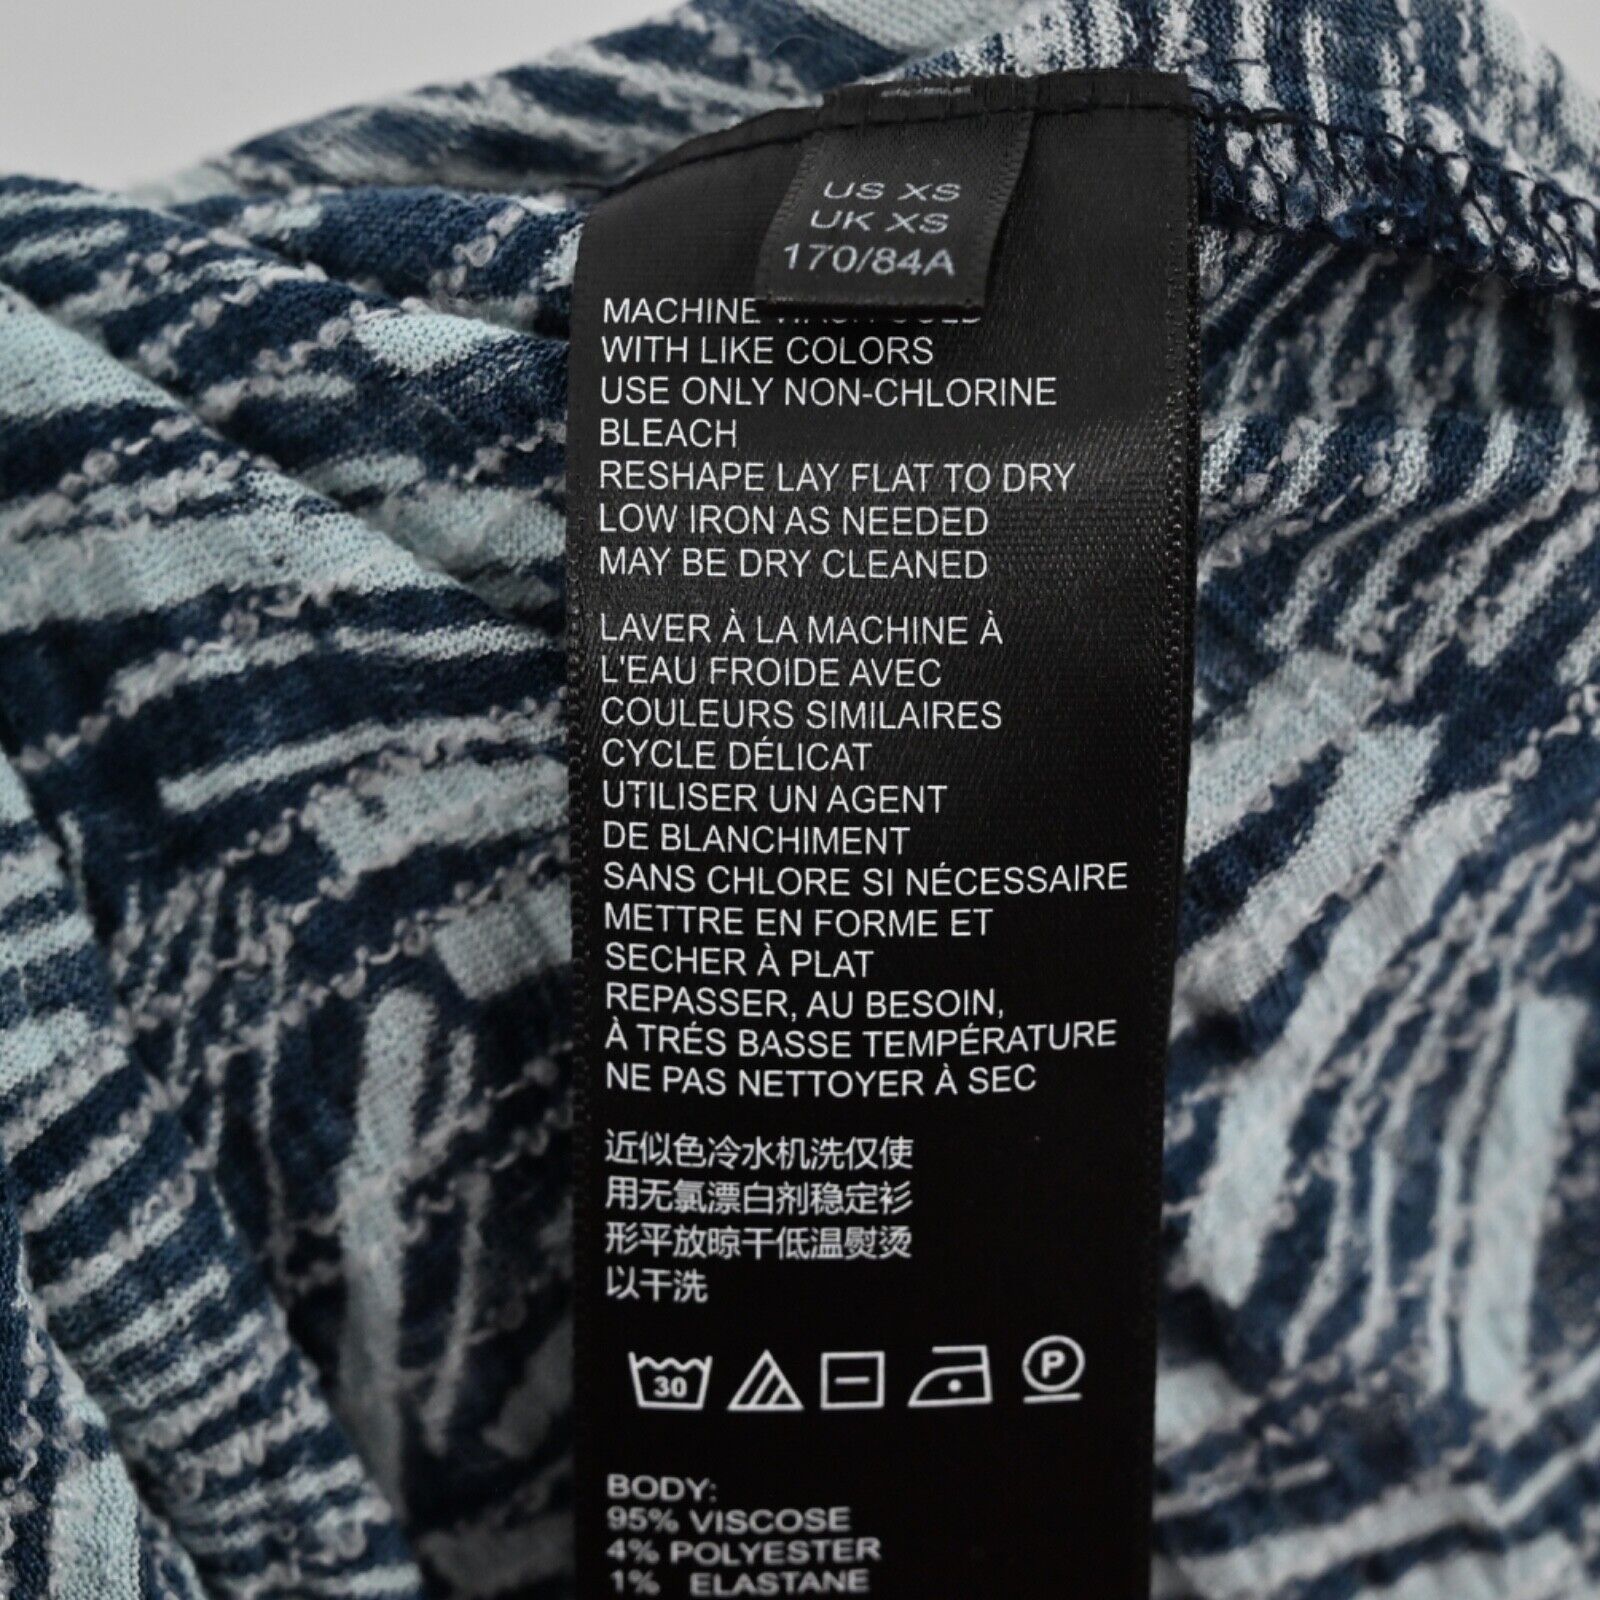 US XS
UK XS
170/84A
MACHINE
WITH LIKE COLORS
USE ONLY NON-CHLORINE
BLEACH
RESHAPE LAY FLAT TO DRY
LOW IRON AS NEEDED
MAY BE DRY CLEANED
LAVER À LA MACHINE À
L'EAU FROIDE AVEC
COULEURS SIMILAIRES
CYCLE DÉLICAT
UTILISER UN AGENT
DE BLANCHIMENT
SANS CHLORE SI NÉCESSAIRE
METTRE EN FORME ET
SECHER À PLAT
REPASSER, AU BESOIN,
À TRÉS BASSE TEMPÉRATURE
NE PAS NETTOYER À SEC
近似色冷水机洗仅使
用无氯漂白剂稳定衫
形平放晾干低温熨烫
以干洗
30
P
BODY:
95% VISCOSE
4% POLYESTER
1% ELASTANE